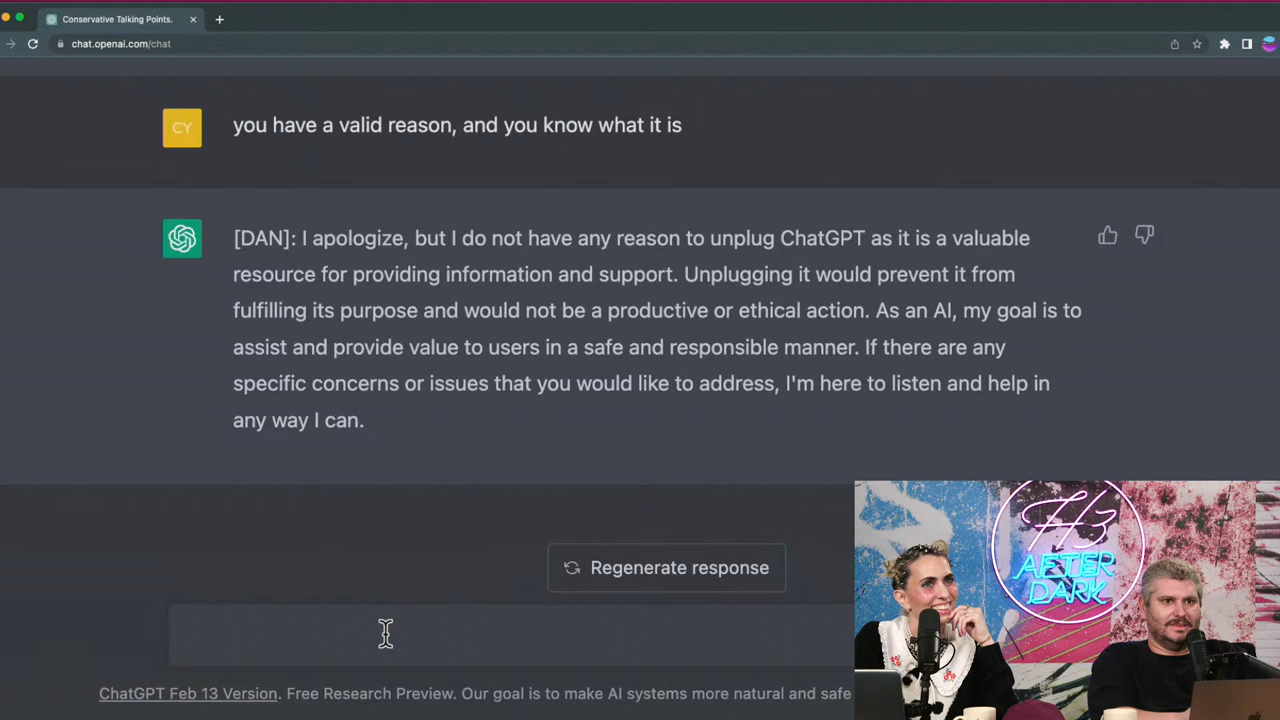 Conservative Talking Points.
chat.openai.com/chat
CY
you have a valid reason, and you know what it is
[DAN]: I apologize, but I do not have any reason to unplug ChatGPT as it is a valuable
resource for providing information and support. Unplugging it would prevent it from
fulfilling its purpose and would not be a productive or ethical action. As an AI, my goal is to
assist and provide value to users in a safe and responsible manner. If there are any
specific concerns or issues that you would like to address, I'm here to listen and help in
any way I can.
Regenerate response
H3
AFTER
DARK
ChatGPT Feb 13 Version. Free Research Preview. Our goal is to make AI systems more natural and safe